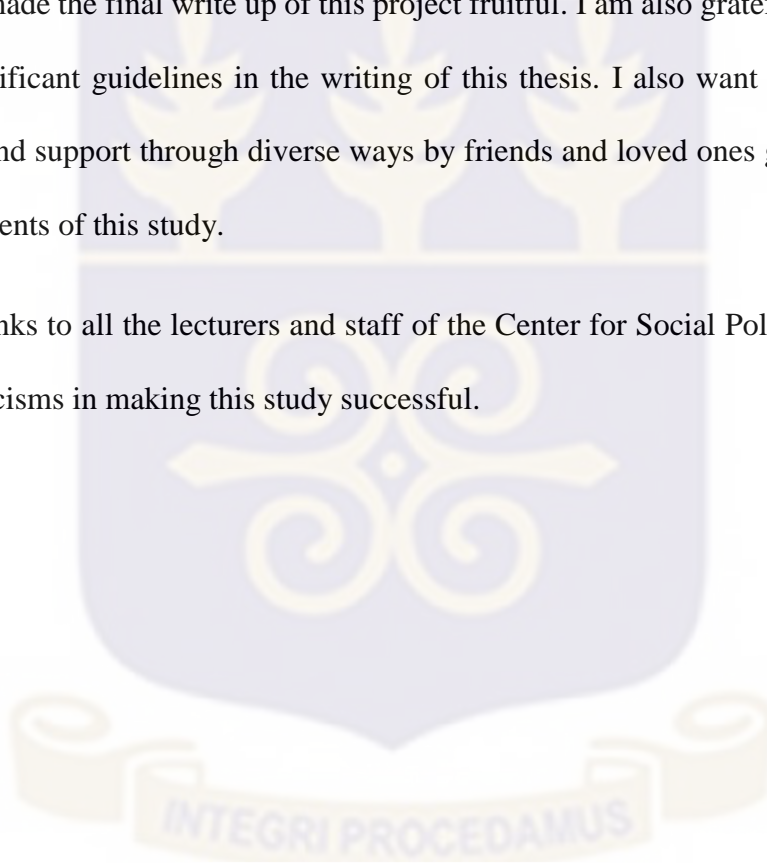 made the final write up of this project fruitful. I am also
ificant guidelines in the writing of this thesis. I also want
nd support through diverse ways by friends and loved ones
ents of this study.
nks to all the lecturers and staff of the Center for Social
cisms in making this study successful.
INTEGRI PROCEDAMUS